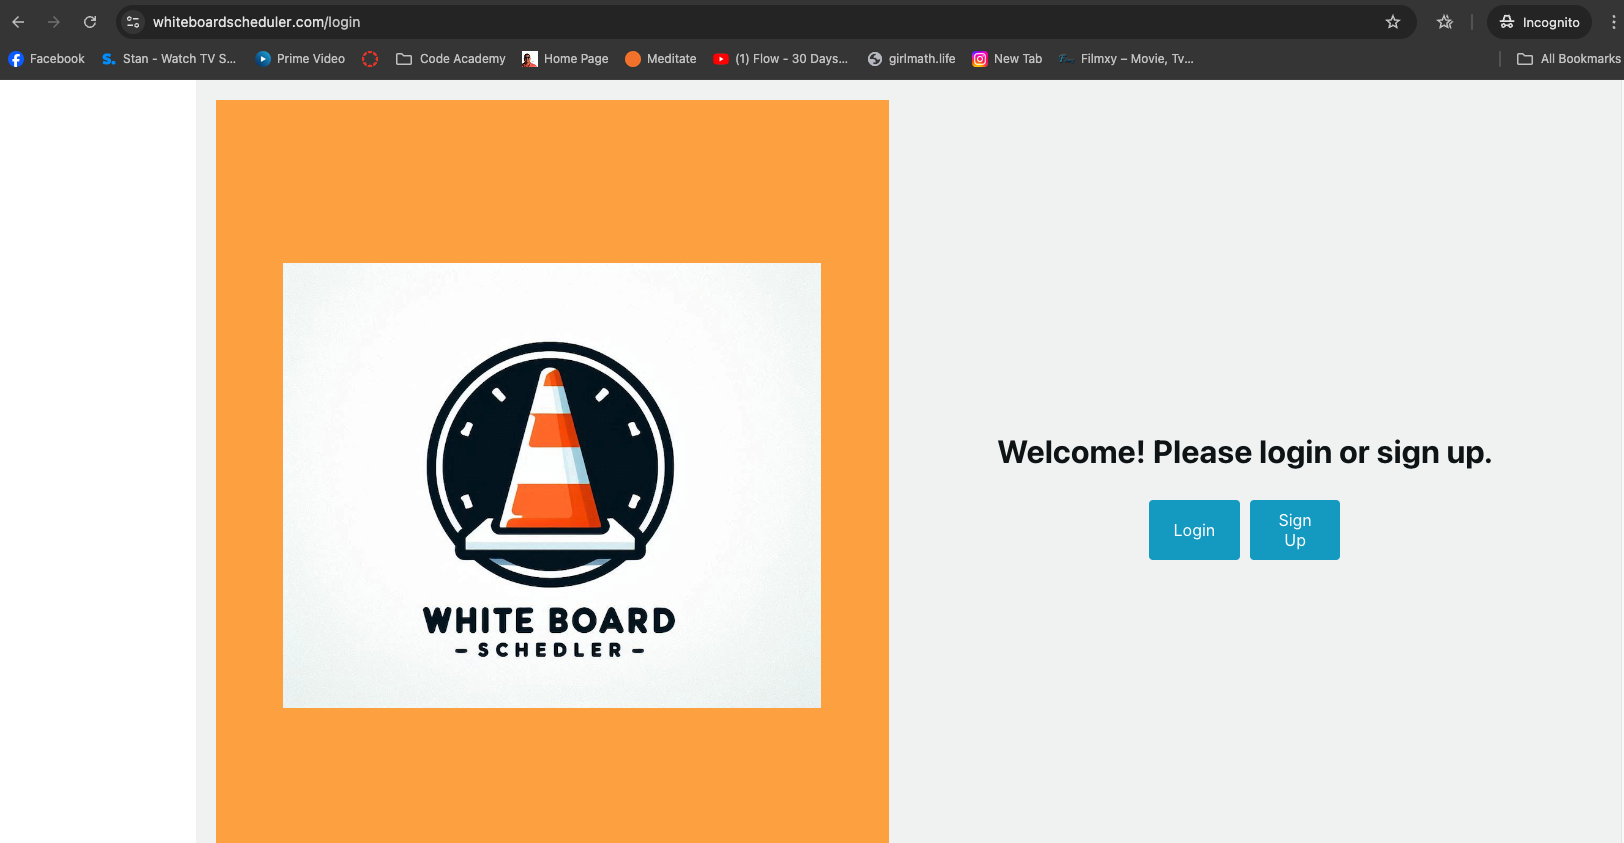 whiteboardscheduler.com/login
Incognito
Facebook
S. Stan - Watch TV S...
Prime Video
Code Academy
Home Page
Meditate
(1) Flow - 30 Days...
girlmath.life
New Tab
Filmxy – Movie, Tv...
All Bookmarks
WHITE BOARD
– SCHEDLER –
Welcome! Please login or sign up.
Login
Sign
Up